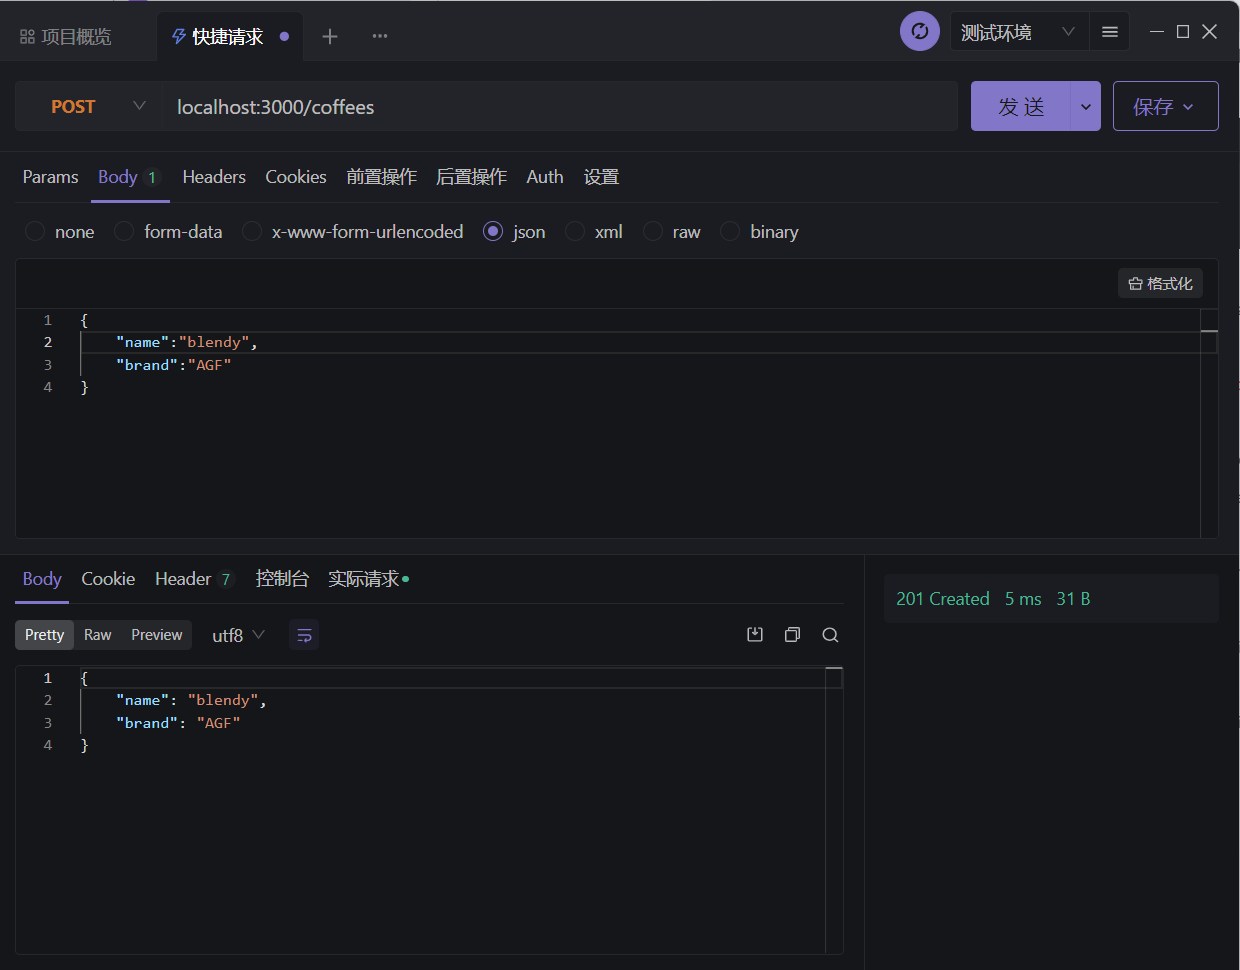 项目概览 快捷请求 测试环境
POST localhost:3000/coffees 发 送 保存
Params Body 1 Headers Cookies 前置操作 后置操作 Auth 设置
none form-data x-www-form-urlencoded json xml raw binary
格式化
1 {
2 "name":"blendy",
3 "brand":"AGF"
4 }
Body Cookie Header 7 控制台 实际请求
201 Created 5 ms 31 B
Pretty Raw Preview utf8
1 {
2 "name": "blendy",
3 "brand": "AGF"
4 }